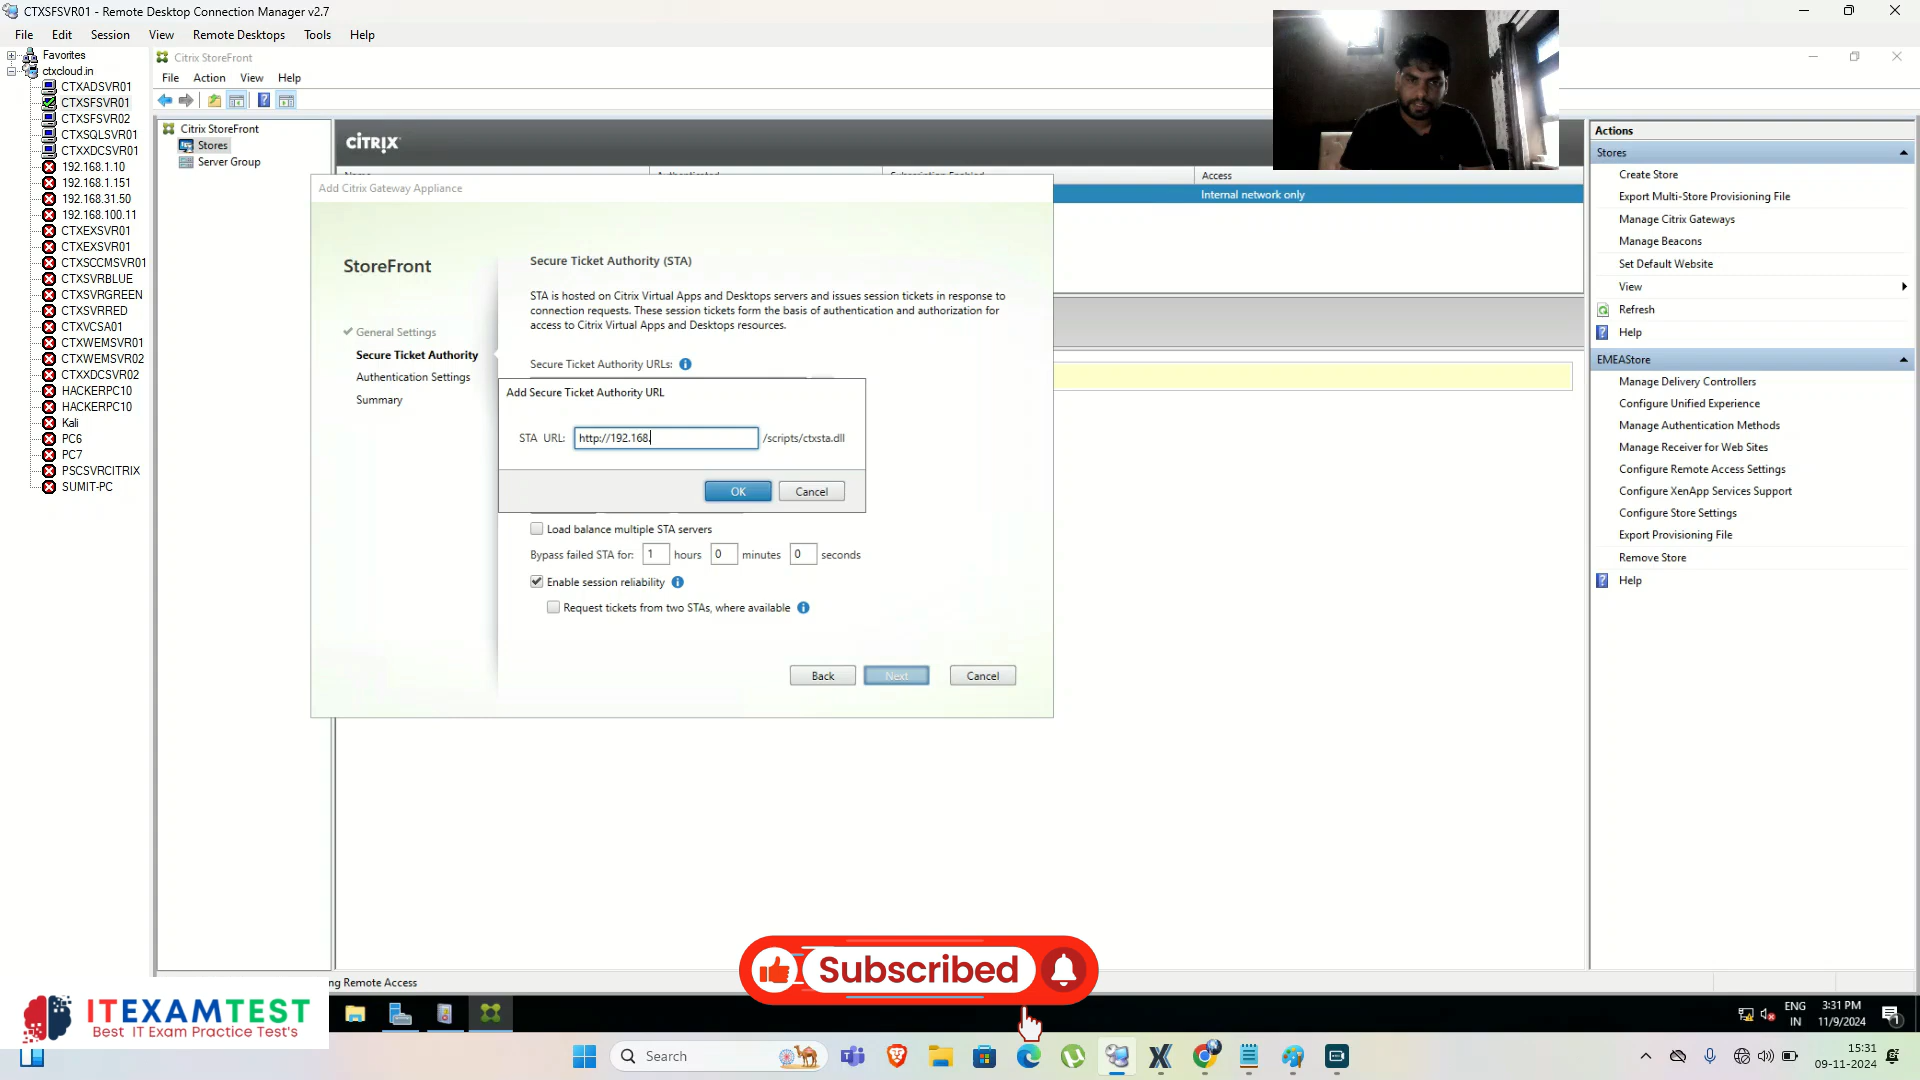 CTXSFSVR01 - Remote Desktop Connection Manager v2.7
File Edit Session View Remote Desktops Tools Help
Favorites
ctxcloud.in
CTXADSVR01
CTXSFSVR01
CTXSFSVR02
CTXSQLSVR01
CTXXDCSVR01
192.168.1.10
192.168.1.151
192.168.31.50
192.168.100.11
CTXEXSVR01
CTXEXSVR01
CTXSCCMSVR01
CTXSVRBLUE
CTXSVRGREEN
CTXSVRRED
CTXVCSA01
CTXWEMSVR01
CTXWEMSVR02
CTXXDCSVR02
HACKERPC10
HACKERPC10
Kali
PC6
PC7
PSCSVRCITRIX
SUMIT-PC
Citrix StoreFront
File Action View Help
Citrix StoreFront
Stores
Server Group
CITRIX
Access
Internal network only
Add Citrix Gateway Appliance
StoreFront
General Settings
Secure Ticket Authority
Authentication Settings
Summary
Secure Ticket Authority (STA)
STA is hosted on Citrix Virtual Apps and Desktops servers and issues session tickets in response to
connection requests. These session tickets form the basis of authentication and authorization for
access to Citrix Virtual Apps and Desktops resources.
Secure Ticket Authority URLs:
Add Secure Ticket Authority URL
STA URL: http://192.168. /scripts/ctxsta.dll
OK Cancel
Load balance multiple STA servers
Bypass failed STA for: 1 hours 0 minutes 0 seconds
Enable session reliability
Request tickets from two STAs, where available
Back Next Cancel
Actions
Stores
Create Store
Export Multi-Store Provisioning File
Manage Citrix Gateways
Manage Beacons
Set Default Website
View
Refresh
Help
EMEAStore
Manage Delivery Controllers
Configure Unified Experience
Manage Authentication Methods
Manage Receiver for Web Sites
Configure Remote Access Settings
Configure XenApp Services Support
Configure Store Settings
Export Provisioning File
Remove Store
Help
Subscribed
ng Remote Access
ITEXAMTEST
Best IT Exam Practice Test's
ENG
IN
3:31 PM
11/9/2024
1
Search
15:31
09-11-2024